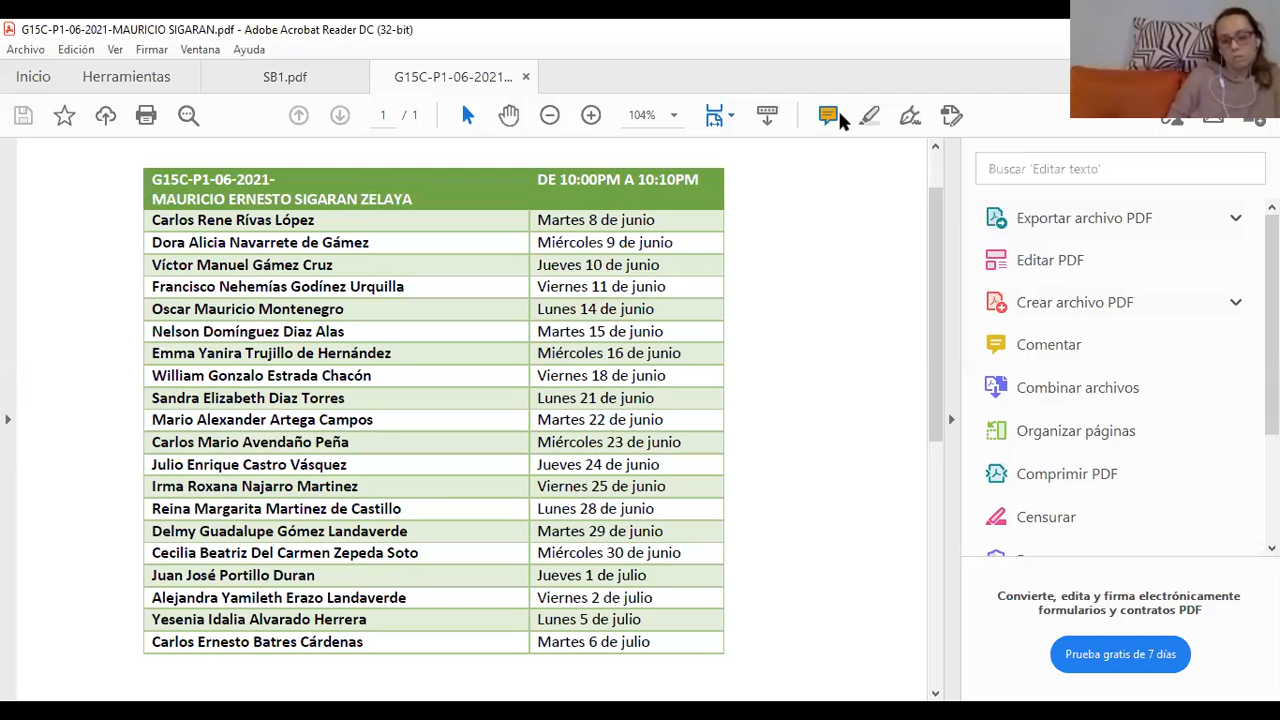 G15C-P1-06-2021-MAURICIO SIGARAN.pdf - Adobe Acrobat Reader DC (32-bit)
Archivo Edición Ver Firmar Ventana Ayuda
Inicio Herramientas SB1.pdf G15C-P1-06-2021... ×
1 / 1 104%
G15C-P1-06-2021- DE 10:00PM A 10:10PM
MAURICIO ERNESTO SIGARAN ZELAYA
Carlos Rene Rívas López Martes 8 de junio
Dora Alicia Navarrete de Gámez Miércoles 9 de junio
Víctor Manuel Gámez Cruz Jueves 10 de junio
Francisco Nehemías Godínez Urquilla Viernes 11 de junio
Oscar Mauricio Montenegro Lunes 14 de junio
Nelson Domínguez Diaz Alas Martes 15 de junio
Emma Yanira Trujillo de Hernández Miércoles 16 de junio
William Gonzalo Estrada Chacón Viernes 18 de junio
Sandra Elizabeth Diaz Torres Lunes 21 de junio
Mario Alexander Artega Campos Martes 22 de junio
Carlos Mario Avendaño Peña Miércoles 23 de junio
Julio Enrique Castro Vásquez Jueves 24 de junio
Irma Roxana Najarro Martinez Viernes 25 de junio
Reina Margarita Martinez de Castillo Lunes 28 de junio
Delmy Guadalupe Gómez Landaverde Martes 29 de junio
Cecilia Beatriz Del Carmen Zepeda Soto Miércoles 30 de junio
Juan José Portillo Duran Jueves 1 de julio
Alejandra Yamileth Erazo Landaverde Viernes 2 de julio
Yesenia Idalia Alvarado Herrera Lunes 5 de julio
Carlos Ernesto Batres Cárdenas Martes 6 de julio
Buscar 'Editar texto'
Exportar archivo PDF
Editar PDF
Crear archivo PDF
Comentar
Combinar archivos
Organizar páginas
Comprimir PDF
Censurar
Convierte, edita y firma electrónicamente
formularios y contratos PDF
Prueba gratis de 7 días